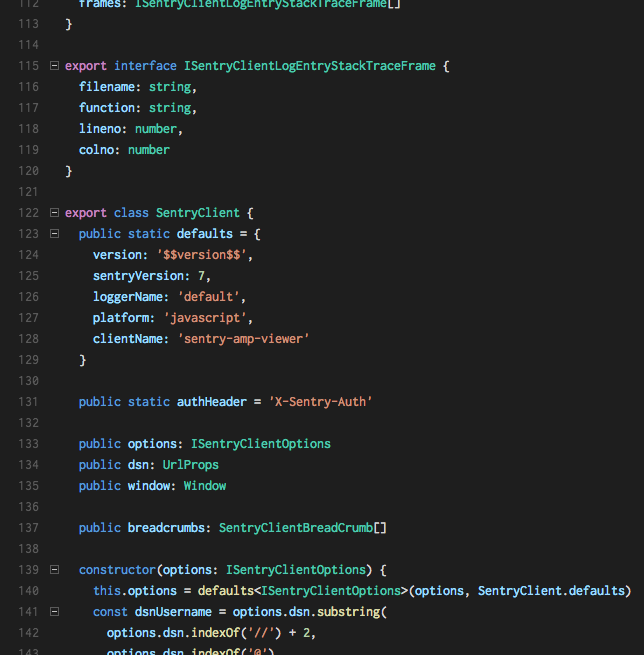 112 frames: ISentryClientLogEntryStackTraceFrame[]
113 }
114
115 export interface ISentryClientLogEntryStackTraceFrame {
116 filename: string,
117 function: string,
118 lineno: number,
119 colno: number
120 }
121
122 export class SentryClient {
123 public static defaults = {
124 version: '$$version$$',
125 sentryVersion: 7,
126 loggerName: 'default',
127 platform: 'javascript',
128 clientName: 'sentry-amp-viewer'
129 }
130
131 public static authHeader = 'X-Sentry-Auth'
132
133 public options: ISentryClientOptions
134 public dsn: UrlProps
135 public window: Window
136
137 public breadcrumbs: SentryClientBreadCrumb[]
138
139 constructor(options: ISentryClientOptions) {
140 this.options = defaults<ISentryClientOptions>(options, SentryClient.defaults)
141 const dsnUsername = options.dsn.substring(
142 options.dsn.indexOf('//') + 2,
143 options.dsn.indexOf('@')